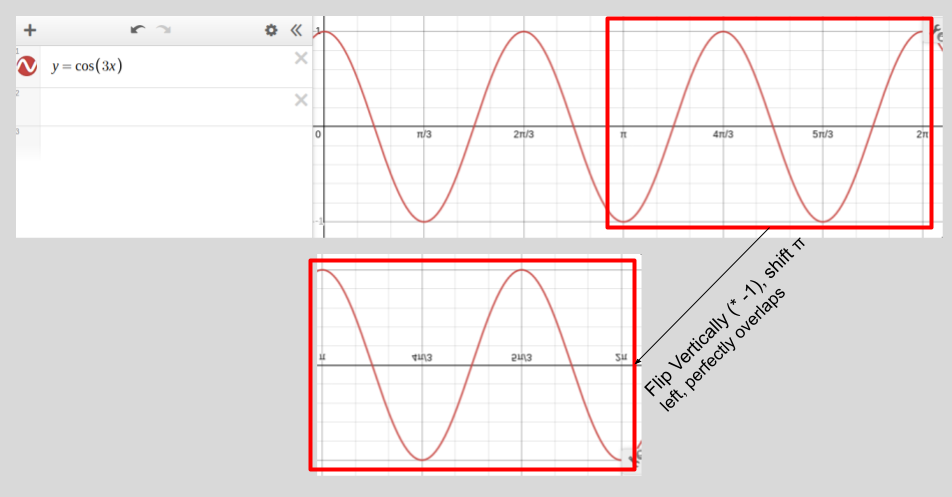 1
y = cos(3x)
2
3
1
0 π/3 2π/3 π 4π/3 5π/3 2π
-1
π 4π/3 5π/3 2π
Flip Vertically (* -1), shift π
left, perfectly overlaps